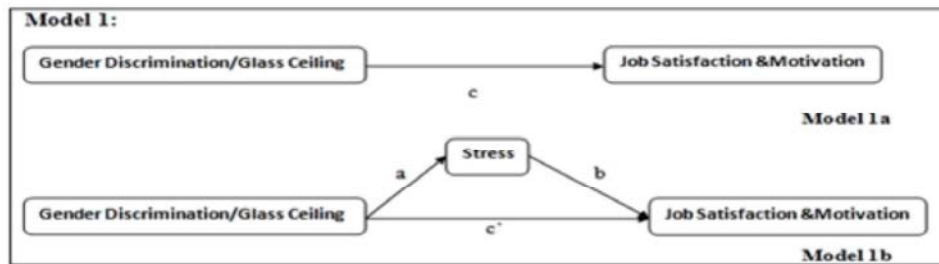 Model 1:
Gender Discrimination/Glass Ceiling
Job Satisfaction &Motivation
c
Model 1a
Stress
a
b
Gender Discrimination/Glass Ceiling
Job Satisfaction &Motivation
c`
Model 1b